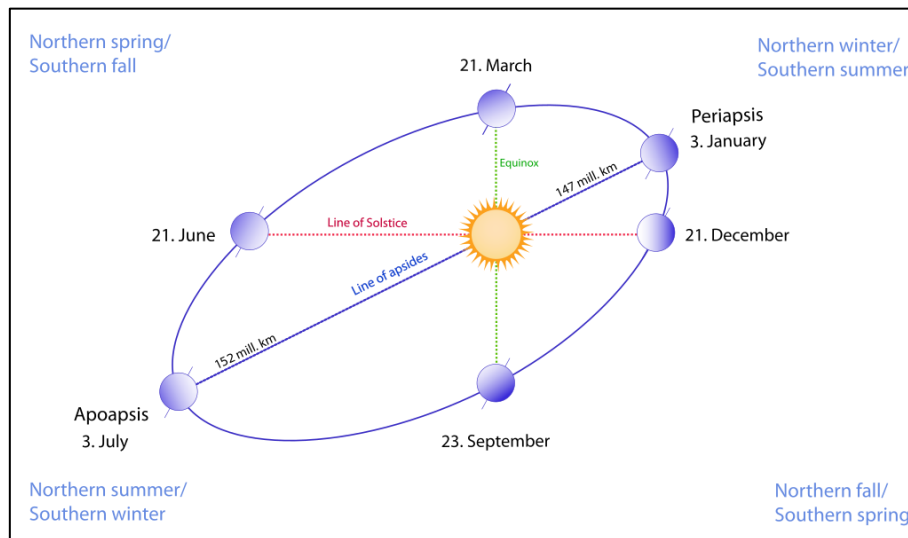 Northern spring/
Southern fall
21. March
Northern winter/
Southern summer
Periapsis
3. January
Equinox
147 mill. km
21. June
Line of Solstice
21. December
Line of apsides
152 mill. km
Apoapsis
3. July
23. September
Northern summer/
Southern winter
Northern fall/
Southern spring